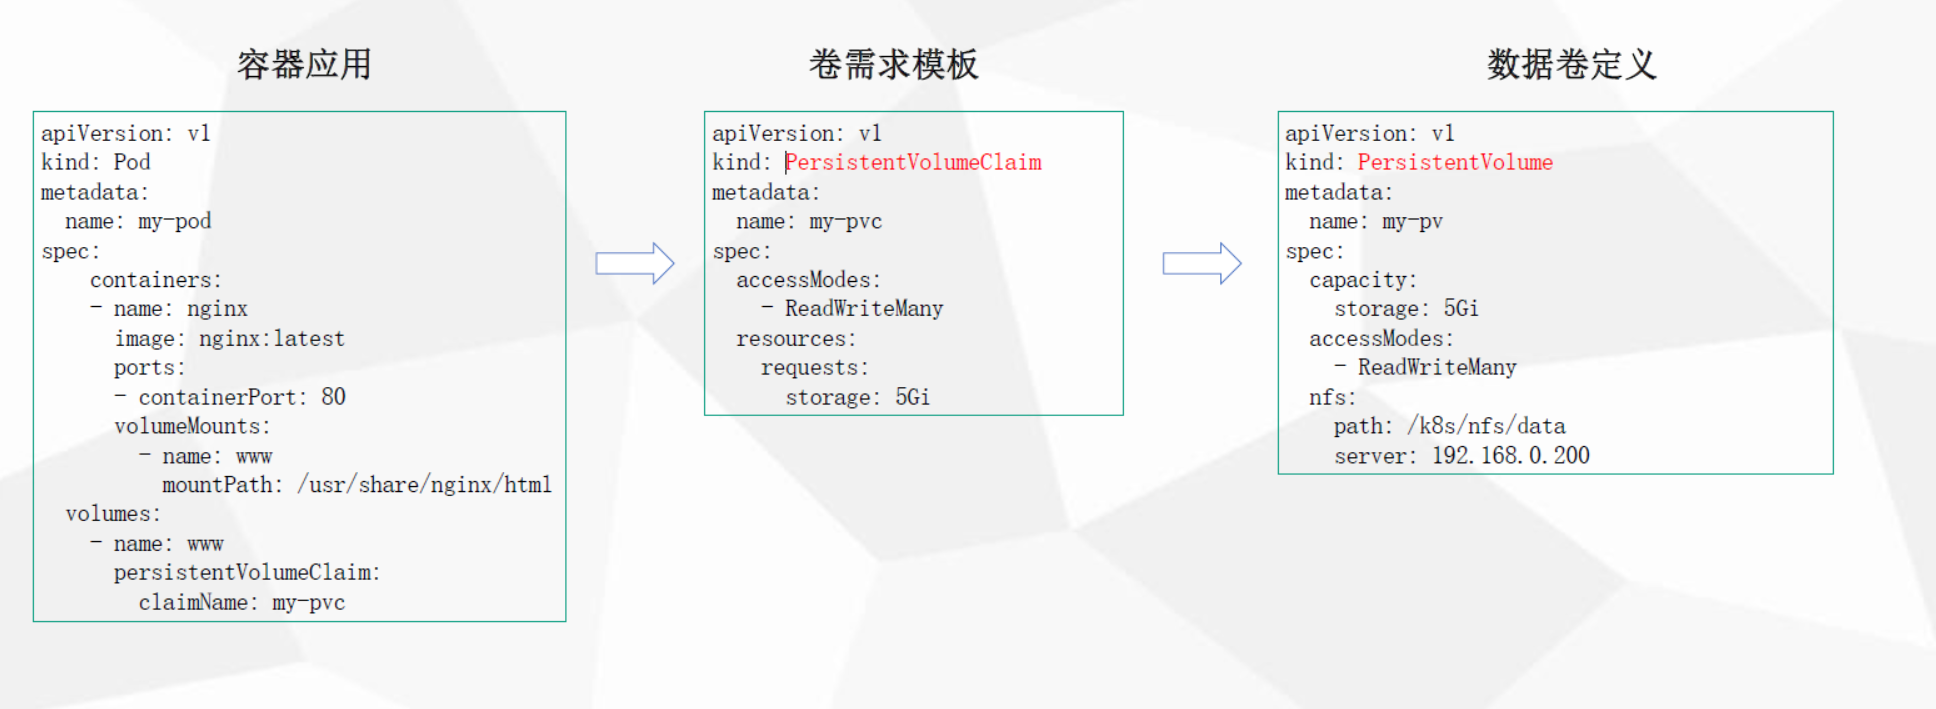 容器应用
apiVersion: v1
kind: Pod
metadata:
  name: my-pod
spec:
    containers:
    - name: nginx
      image: nginx:latest
      ports:
      - containerPort: 80
      volumeMounts:
        - name: www
          mountPath: /usr/share/nginx/html
  volumes:
    - name: www
      persistentVolumeClaim:
        claimName: my-pvc
卷需求模板
apiVersion: v1
kind: PersistentVolumeClaim
metadata:
  name: my-pvc
spec:
  accessModes:
    - ReadWriteMany
  resources:
    requests:
      storage: 5Gi
数据卷定义
apiVersion: v1
kind: PersistentVolume
metadata:
  name: my-pv
spec:
  capacity:
    storage: 5Gi
  accessModes:
    - ReadWriteMany
  nfs:
    path: /k8s/nfs/data
    server: 192.168.0.200